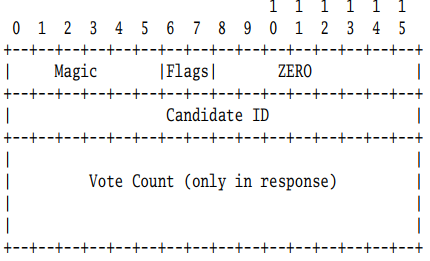 1  1  1  1  1  1
 0  1  2  3  4  5  6  7  8  9  0  1  2  3  4  5
+--+--+--+--+--+--+--+--+--+--+--+--+--+--+--+--+
|     Magic       |Flags|       ZERO            |
+--+--+--+--+--+--+--+--+--+--+--+--+--+--+--+--+
|                  Candidate ID                 |
+--+--+--+--+--+--+--+--+--+--+--+--+--+--+--+--+
|                                               |
|         Vote Count (only in response)         |
|                                               |
|                                               |
+--+--+--+--+--+--+--+--+--+--+--+--+--+--+--+--+